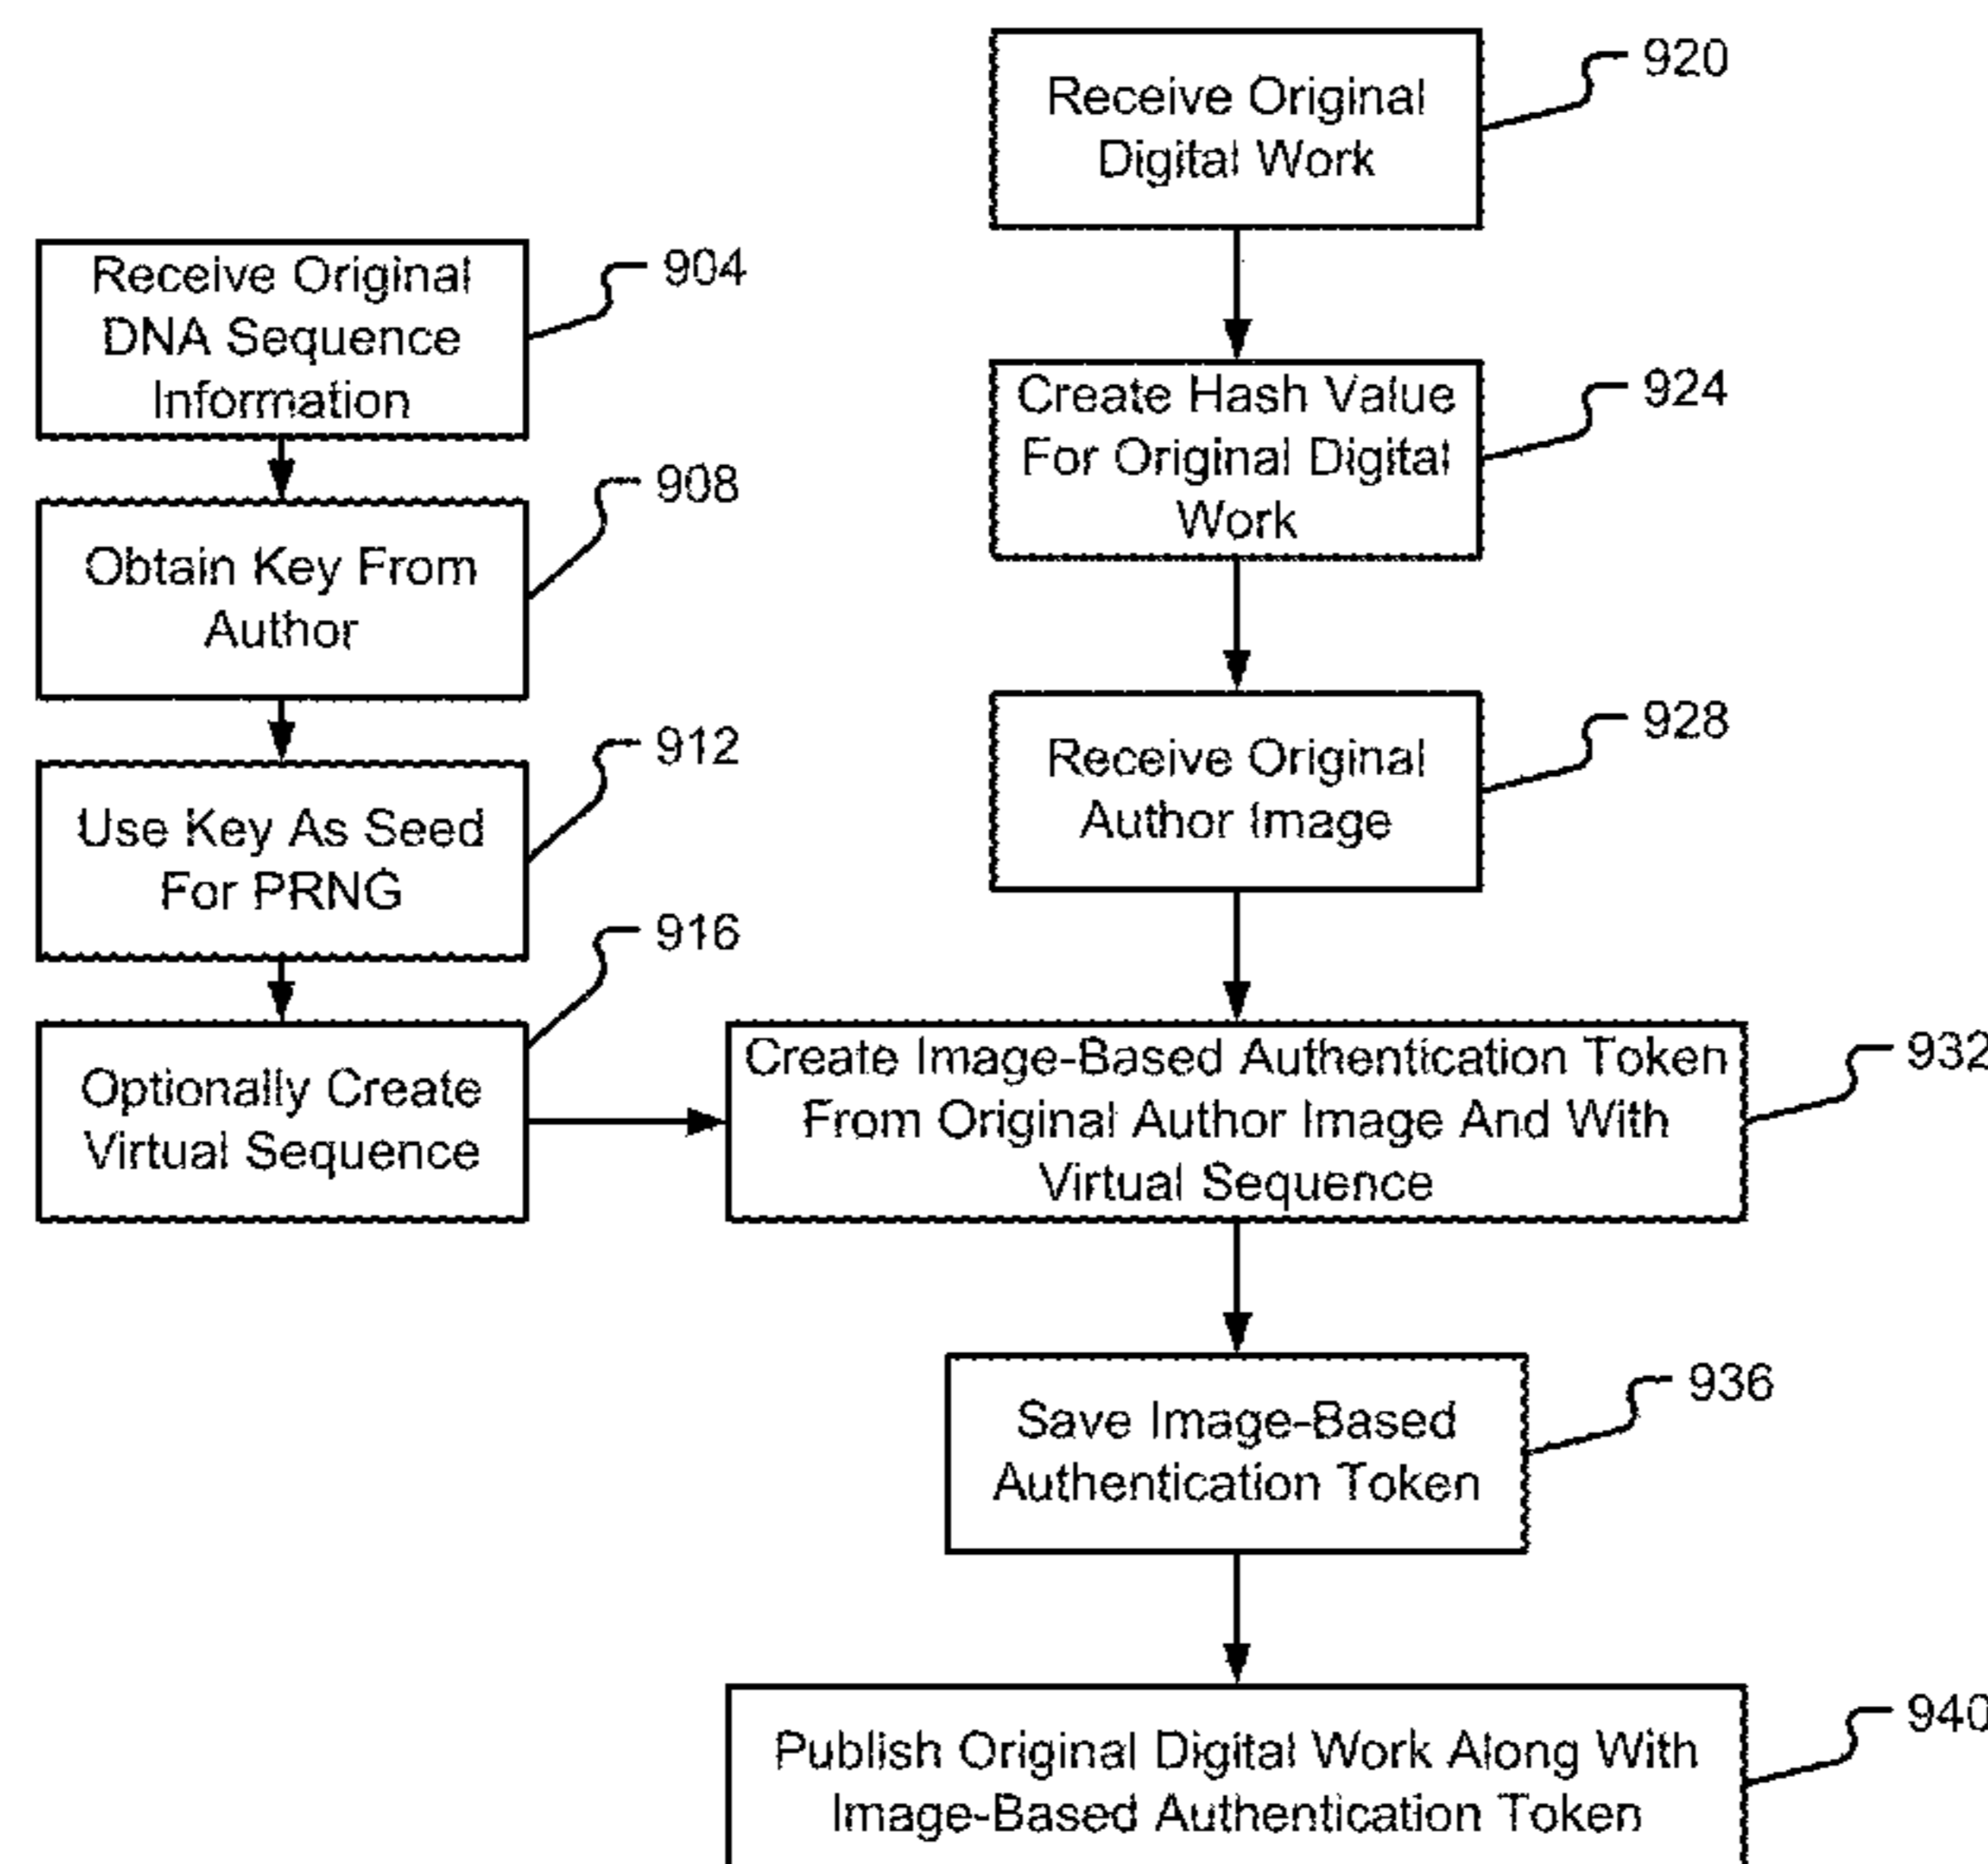 Receive Original
DNA Sequence
Information
904
Obtain Key From
Author
908
Use Key As Seed
For PRNG
912
Optionally Create
Virtual Sequence
916
Receive Original
Digital Work
920
Create Hash Value
For Original Digital
Work
924
Receive Original
Author Image
928
Create Image-Based Authentication Token
From Original Author Image And With
Virtual Sequence
932
Save Image-Based
Authentication Token
936
Publish Original Digital Work Along With
Image-Based Authentication Token
940